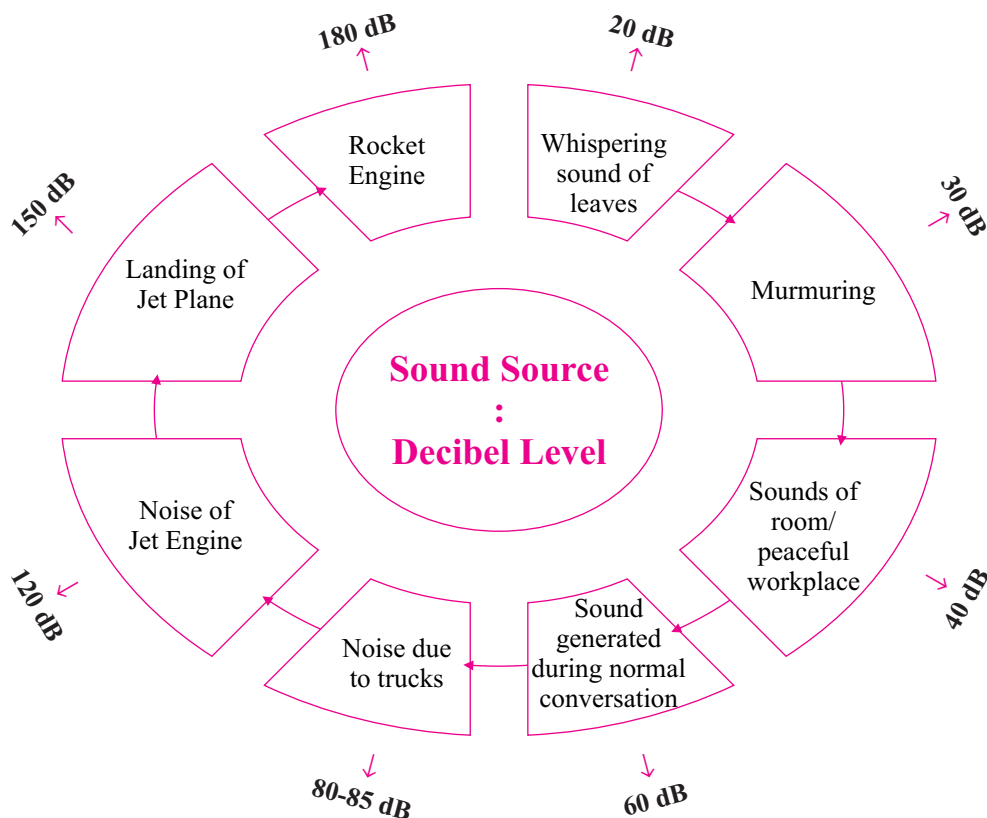 Sound Source
:
Decibel Level
20 dB
Whispering
sound of
leaves
30 dB
Murmuring
40 dB
Sounds of
room/
peaceful
workplace
60 dB
Sound
generated
during normal
conversation
80-85 dB
Noise due
to trucks
120 dB
Noise of
Jet Engine
150 dB
Landing of
Jet Plane
180 dB
Rocket
Engine